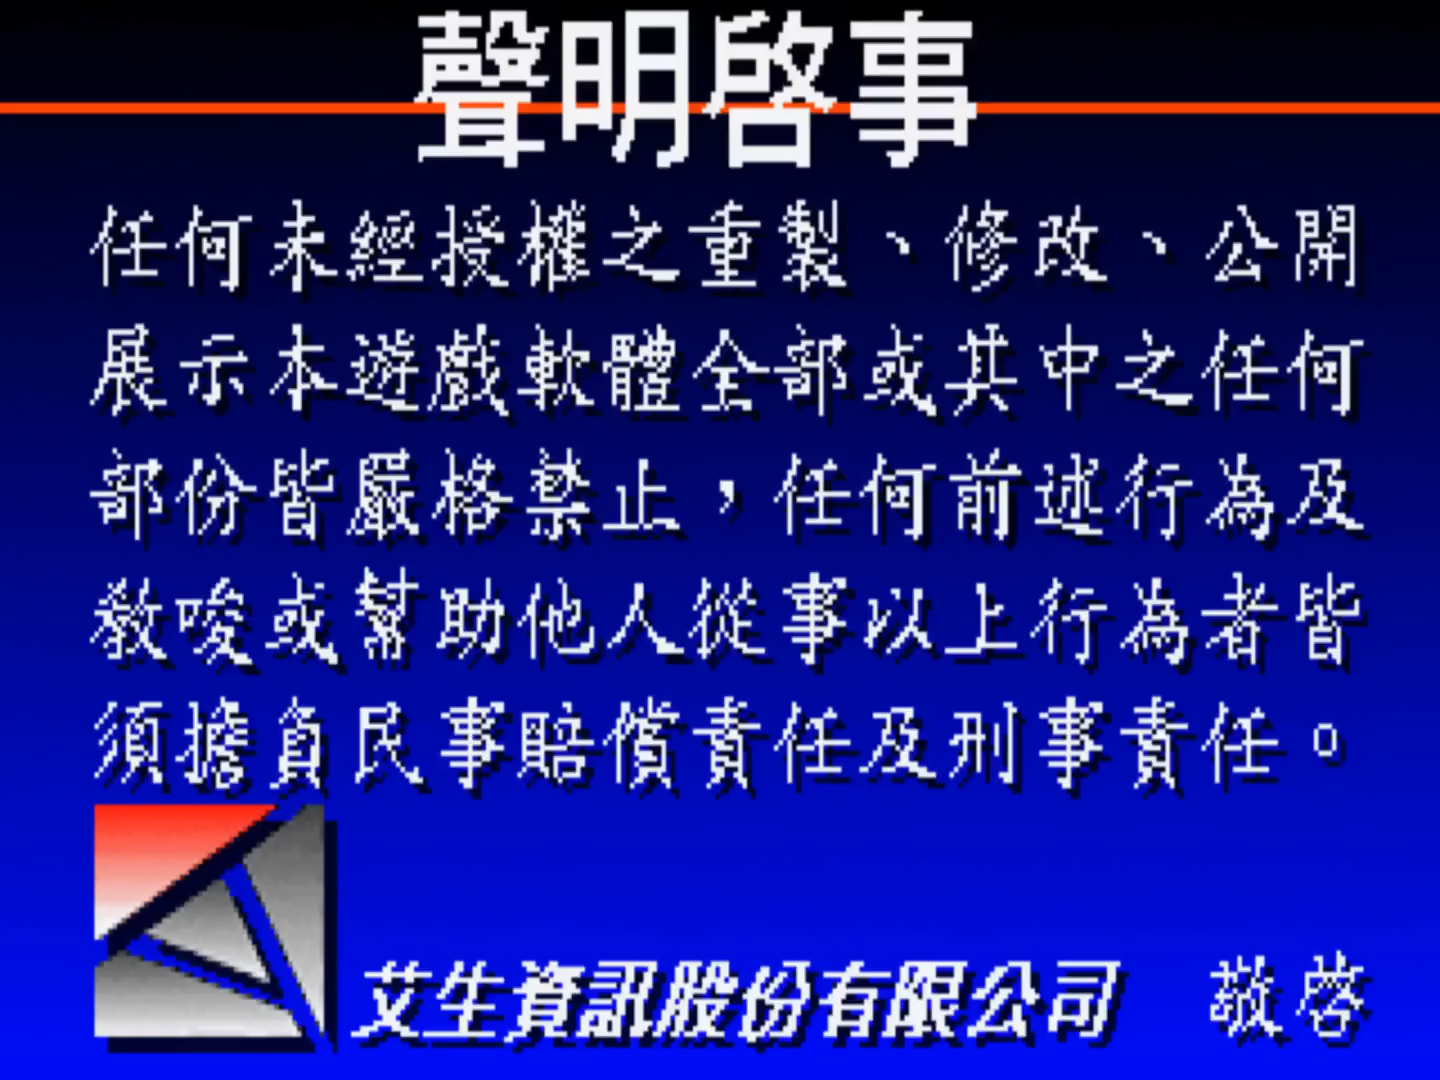 聲明啓事
任何未經授權之重製、修改、公開
展示本遊戲軟體全部或其中之任何
部份皆嚴格禁止，任何前述行為及
教唆或幫助他人從事以上行為者皆
須擔負民事賠償責任及刑事責任。
艾生資訊股份有限公司 敬啓